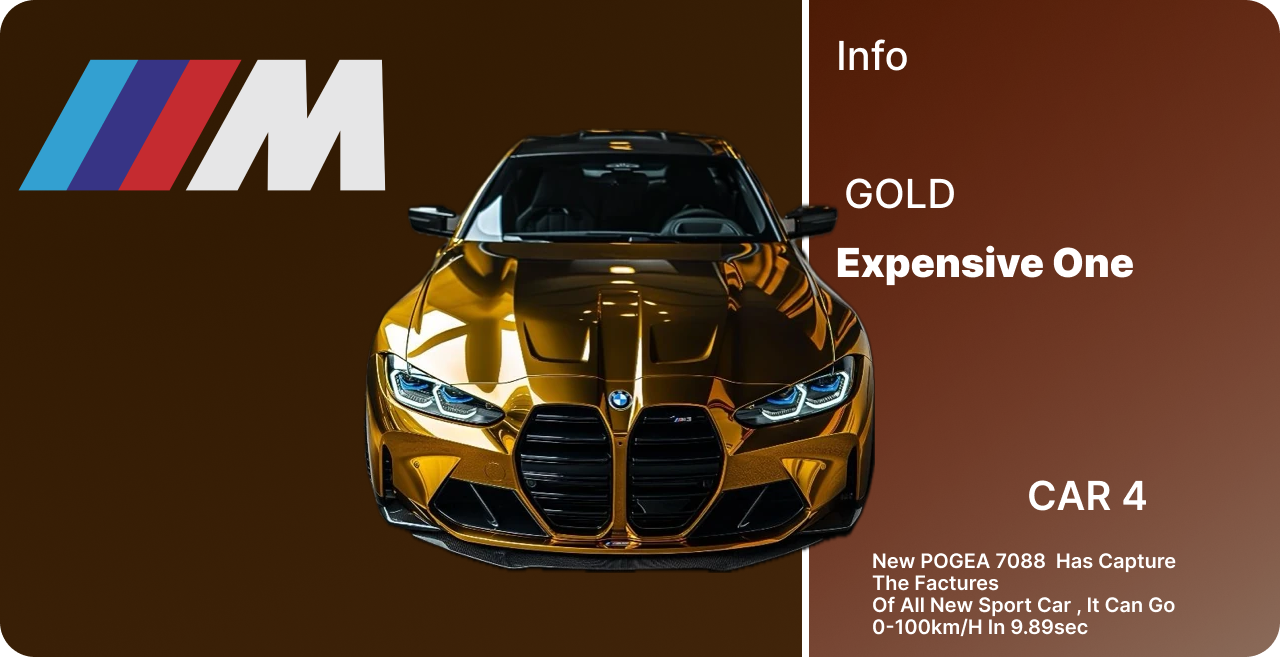 M
Info
GOLD
Expensive One
CAR 4
New POGEA 7088  Has Capture
The Factures
Of All New Sport Car , It Can Go
0-100km/H In 9.89sec